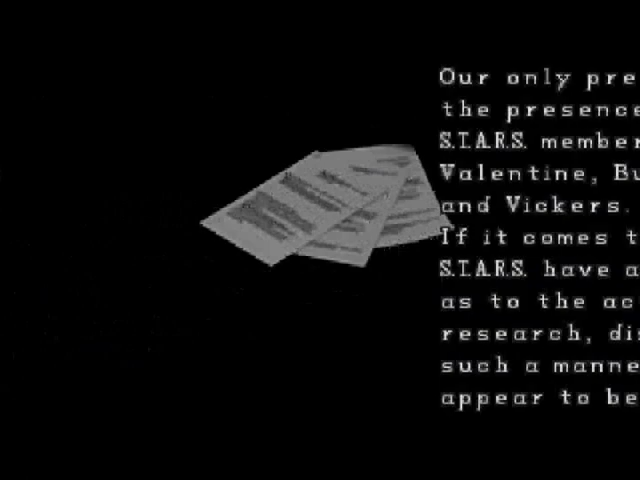 Our only pre
the presence
S.T.A.R.S. member
Valentine, Bu
and Vickers.
If it comes t
S.T.A.R.S. have a
as to the ac
research, dis
such a manne
appear to be